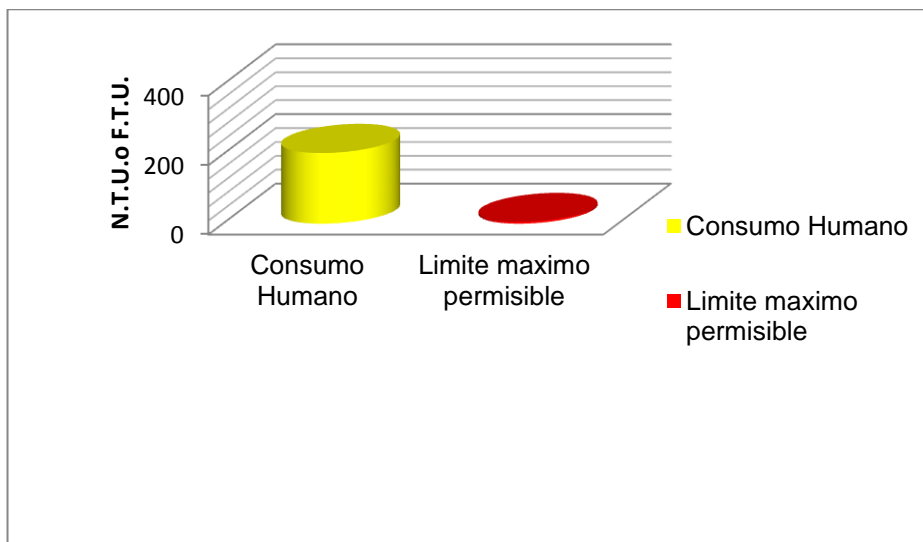 N.T.U.o F.T.U.
400
200
0
Consumo
Humano
Limite maximo
permisible
Consumo Humano
Limite maximo
permisible